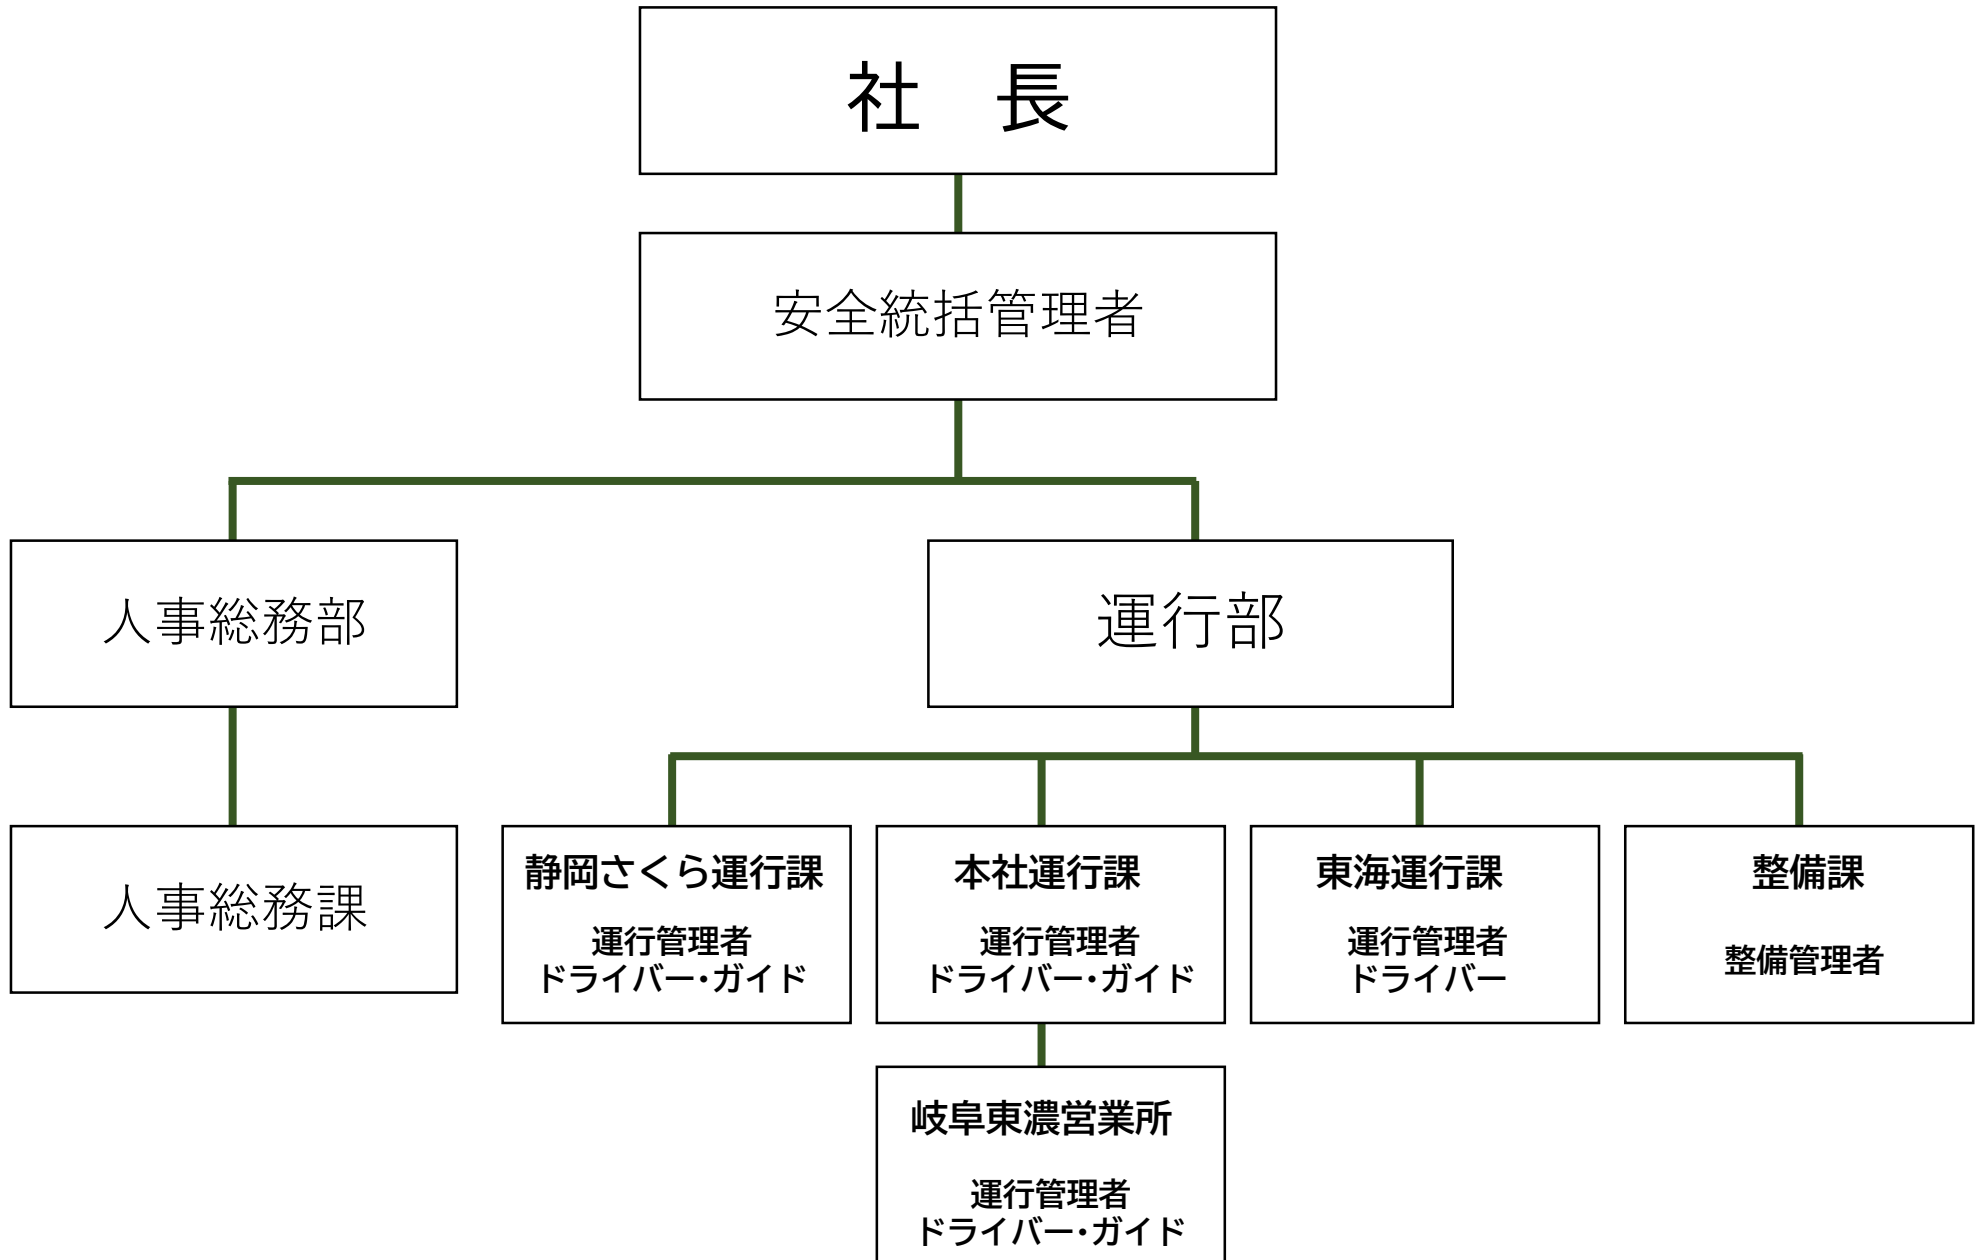 社　長
安全統括管理者
人事総務部
運行部
人事総務課
静岡さくら運行課
運行管理者
ドライバー・ガイド
本社運行課
運行管理者
ドライバー・ガイド
東海運行課
運行管理者
ドライバー
整備課
整備管理者
岐阜東濃営業所
運行管理者
ドライバー・ガイド